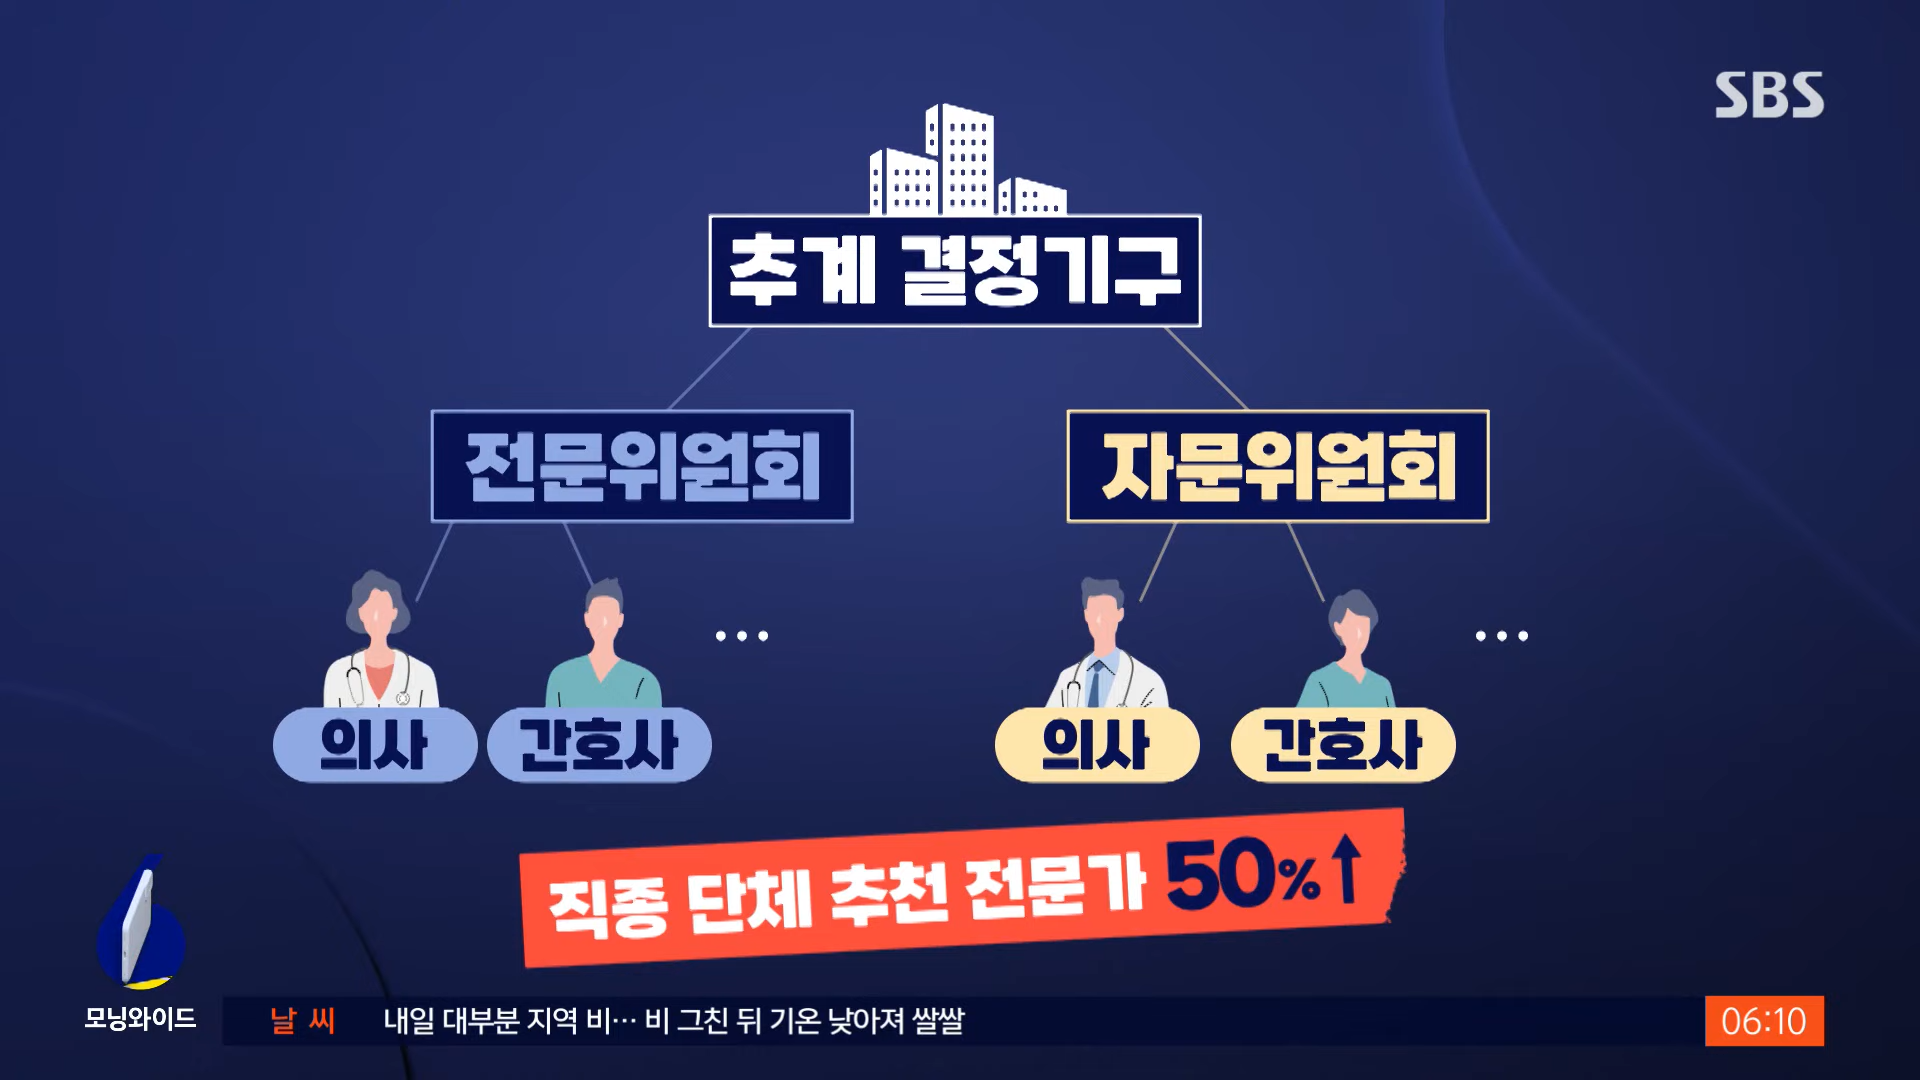 SBS
추계 결정기구
전문위원회
자문위원회
의사
간호사
...
의사
간호사
...
직종 단체 추천 전문가 50%↑
모닝와이드
날 씨
내일 대부분 지역 비… 비 그친 뒤 기온 낮아져 쌀쌀
06:10